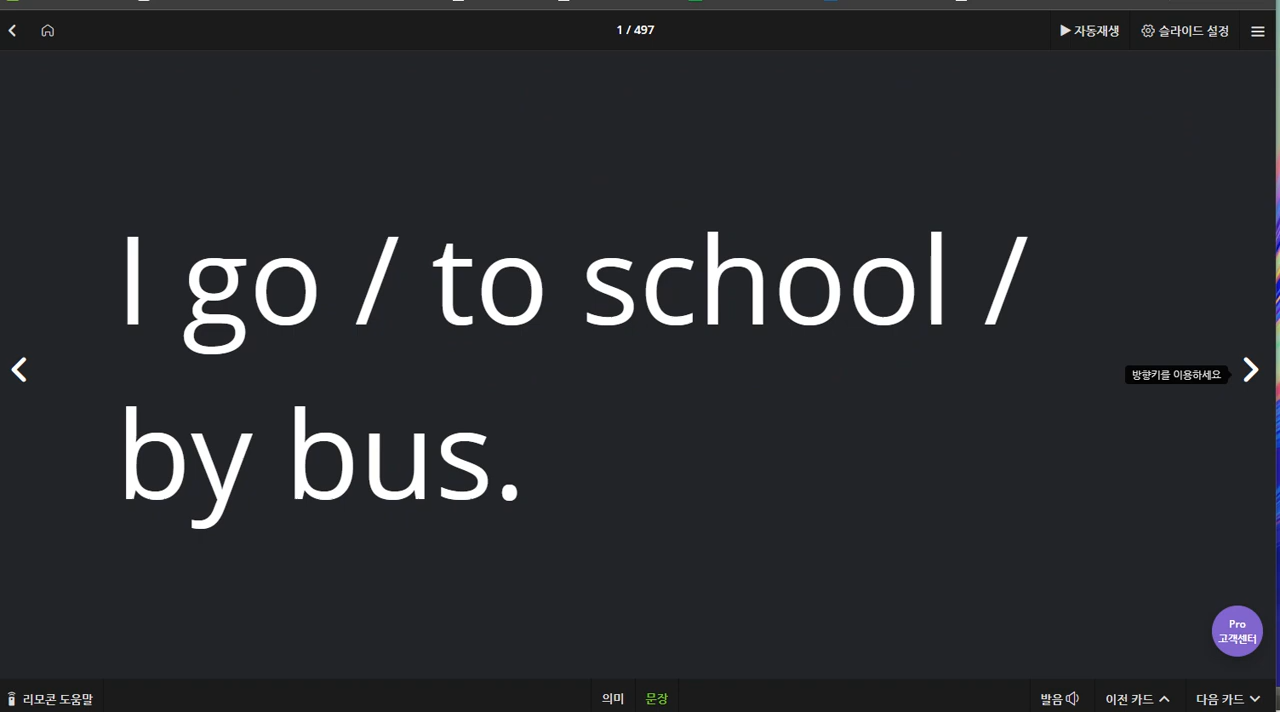 1 / 497
▶ 자동재생
슬라이드 설정
I go / to school /
by bus.
방향키를 이용하세요
Pro
고객센터
리모콘 도움말
의미
문장
발음
이전 카드
다음 카드